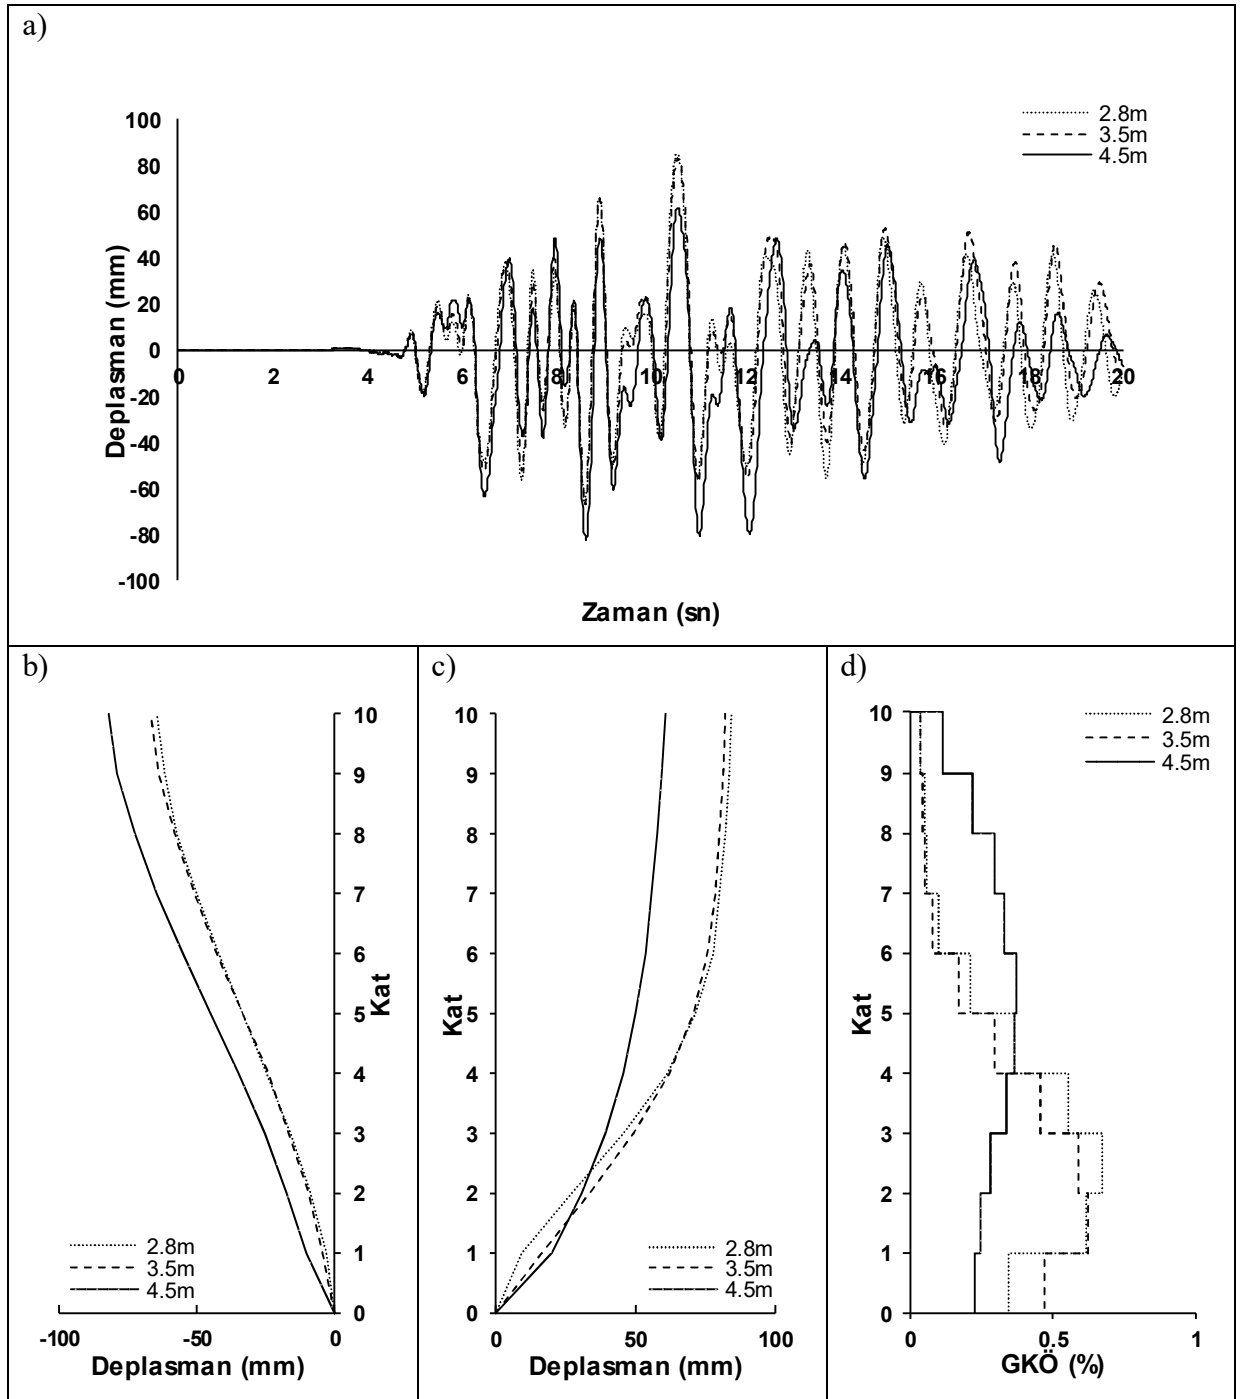 a)
2.8m
3.5m
4.5m
100
80
60
40
20
0
-20
-40
-60
-80
-100
Deplasman (mm)
0 2 4 6 8 10 12 14 16 18 20
Zaman (sn)
b)
10
9
8
7
6
5
4
3
2
1
0
Kat
2.8m
3.5m
4.5m
-100 -50 0
Deplasman (mm)
c)
10
9
8
7
6
5
4
3
2
1
0
Kat
2.8m
3.5m
4.5m
0 50 100
Deplasman (mm)
d)
2.8m
3.5m
4.5m
10
9
8
7
6
5
4
3
2
1
0
Kat
0 0.5 1
GKÖ (%)